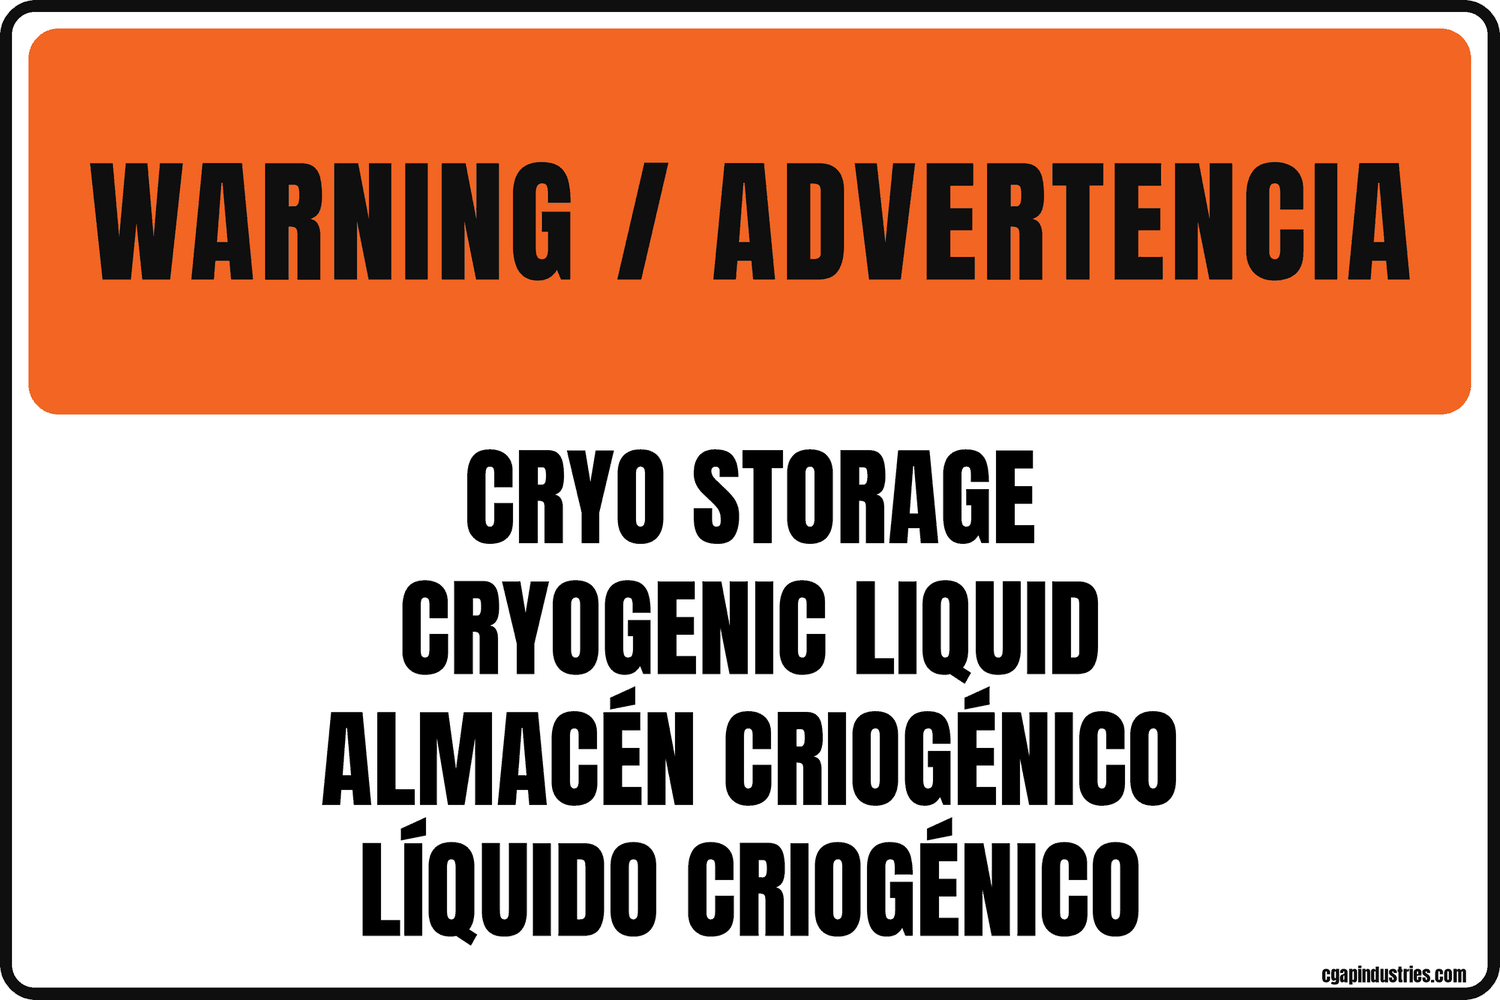 WARNING / ADVERTENCIA
CRYO STORAGE
CRYOGENIC LIQUID
ALMACÉN CRIOGÉNICO
LÍQUIDO CRIOGÉNICO
cgapindustries.com